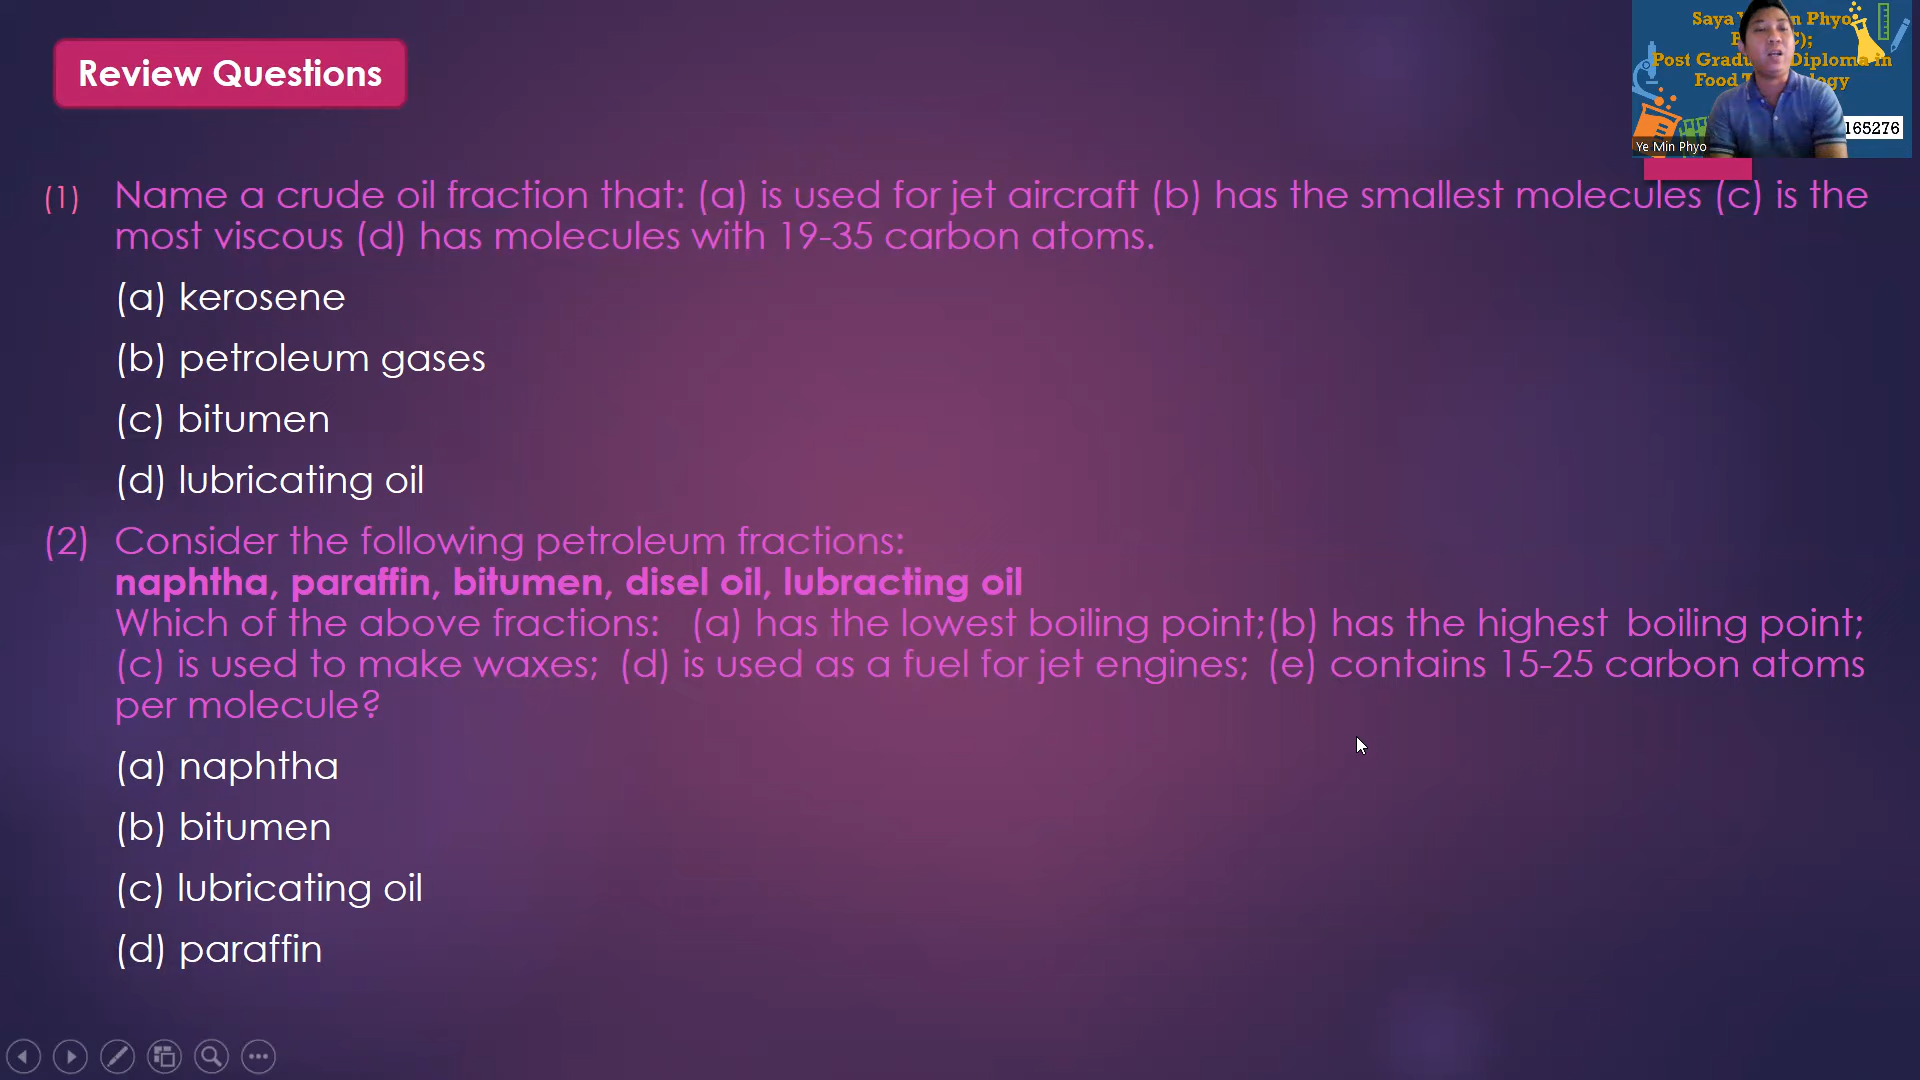 Review Questions
Saya Phyo
Post Gradu Diploma in
Food T ogy
165276
Ye Min Phyo
(1) Name a crude oil fraction that: (a) is used for jet aircraft (b) has the smallest molecules (c) is the
most viscous (d) has molecules with 19-35 carbon atoms.
(a) kerosene
(b) petroleum gases
(c) bitumen
(d) lubricating oil
(2) Consider the following petroleum fractions:
naphtha, paraffin, bitumen, disel oil, lubracting oil
Which of the above fractions: (a) has the lowest boiling point;(b) has the highest boiling point;
(c) is used to make waxes; (d) is used as a fuel for jet engines; (e) contains 15-25 carbon atoms
per molecule?
(a) naphtha
(b) bitumen
(c) lubricating oil
(d) paraffin